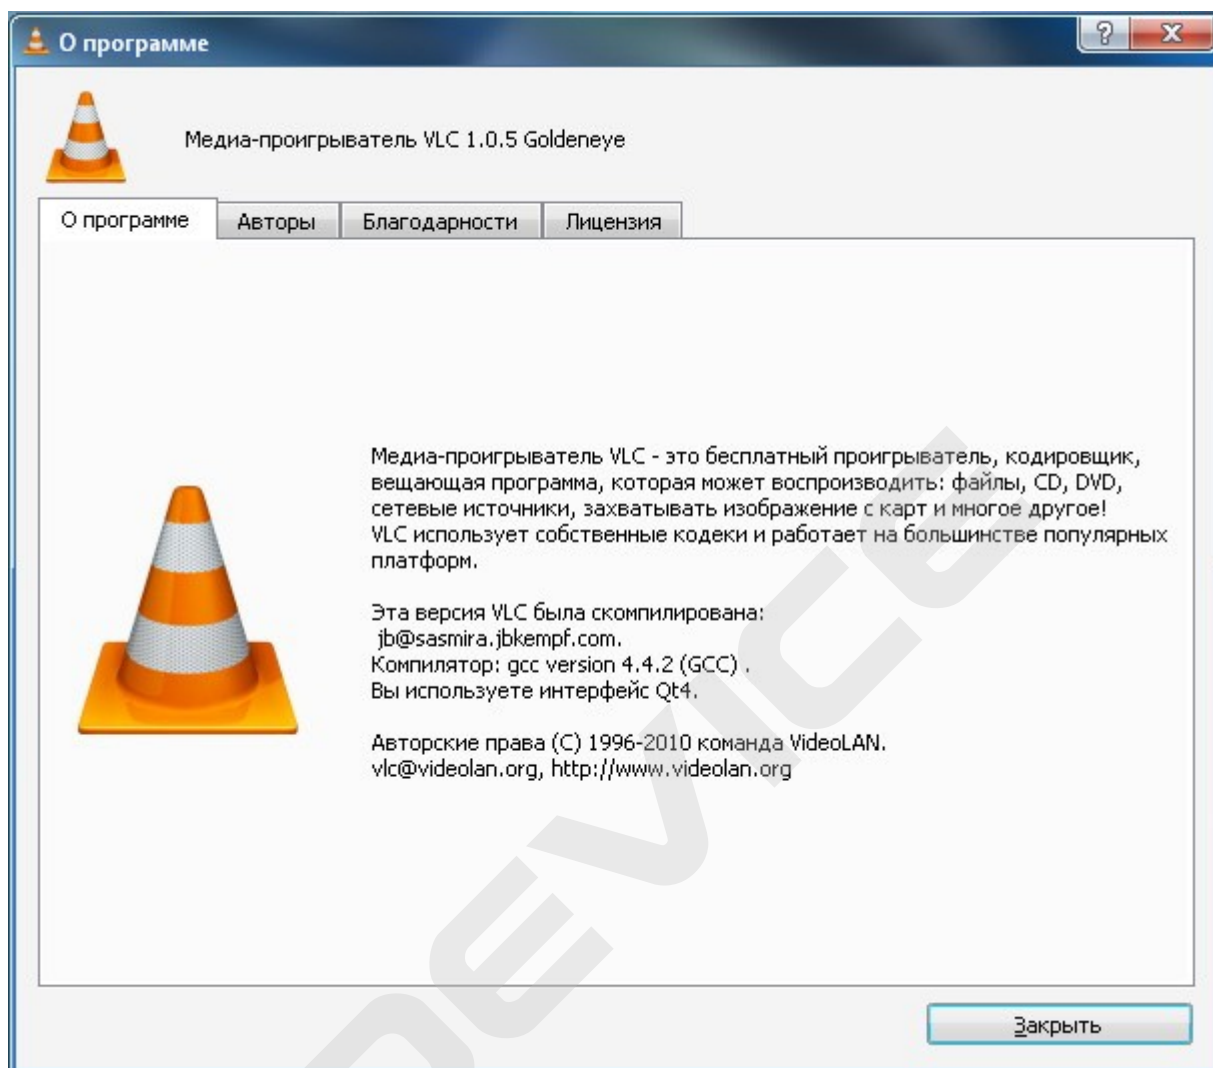 О программе
Медиа-проигрыватель VLC 1.0.5 Goldeneye
О программе Авторы Благодарности Лицензия
Медиа-проигрыватель VLC - это бесплатный проигрыватель, кодировщик,
вещающая программа, которая может воспроизводить: файлы, CD, DVD,
сетевые источники, захватывать изображение с карт и многое другое!
VLC использует собственные кодеки и работает на большинстве популярных
платформ.
Эта версия VLC была скомпилирована:
jb@sasmira.jbkempf.com.
Компилятор: gcc version 4.4.2 (GCC) .
Вы используете интерфейс Qt4.
Авторские права (C) 1996-2010 команда VideoLAN.
vlc@videolan.org, http://www.videolan.org
Закрыть
DEVICE